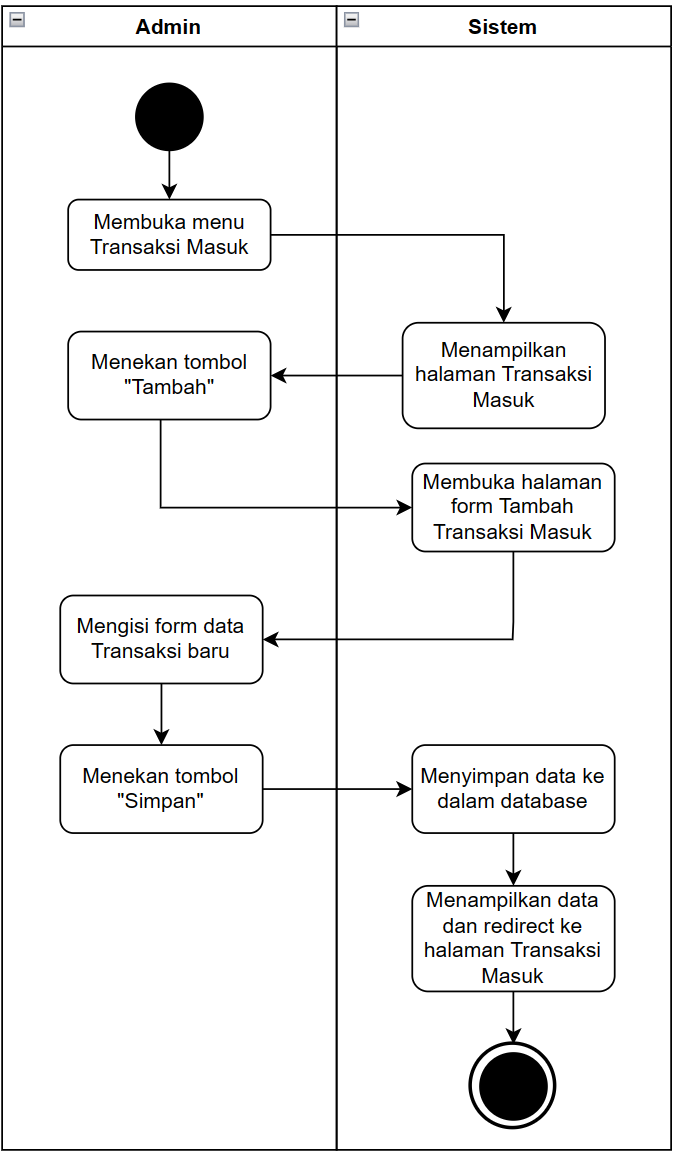 Admin
Sistem
Membuka menu
Transaksi Masuk
Menampilkan
halaman Transaksi
Masuk
Menekan tombol
"Tambah"
Membuka halaman
form Tambah
Transaksi Masuk
Mengisi form data
Transaksi baru
Menekan tombol
"Simpan"
Menyimpan data ke
dalam database
Menampilkan data
dan redirect ke
halaman Transaksi
Masuk